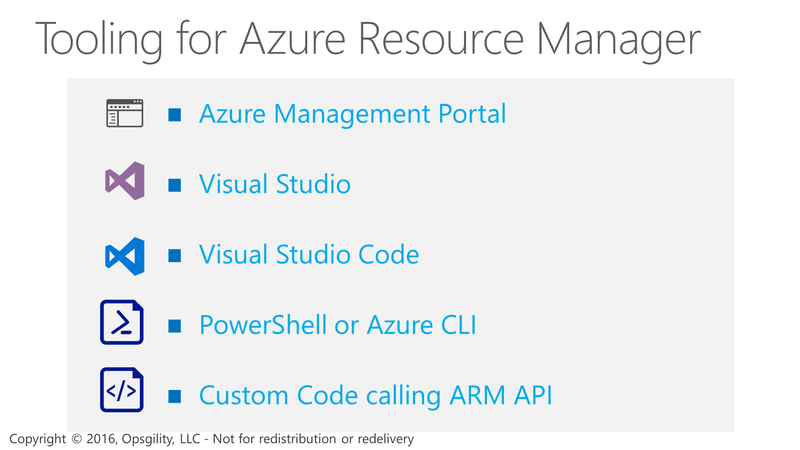 Tooling for Azure Resource Manager
Azure Management Portal
Visual Studio
Visual Studio Code
PowerShell or Azure CLI
Custom Code calling ARM API
Copyright © 2016, Opsgility, LLC - Not for redistribution or redelivery